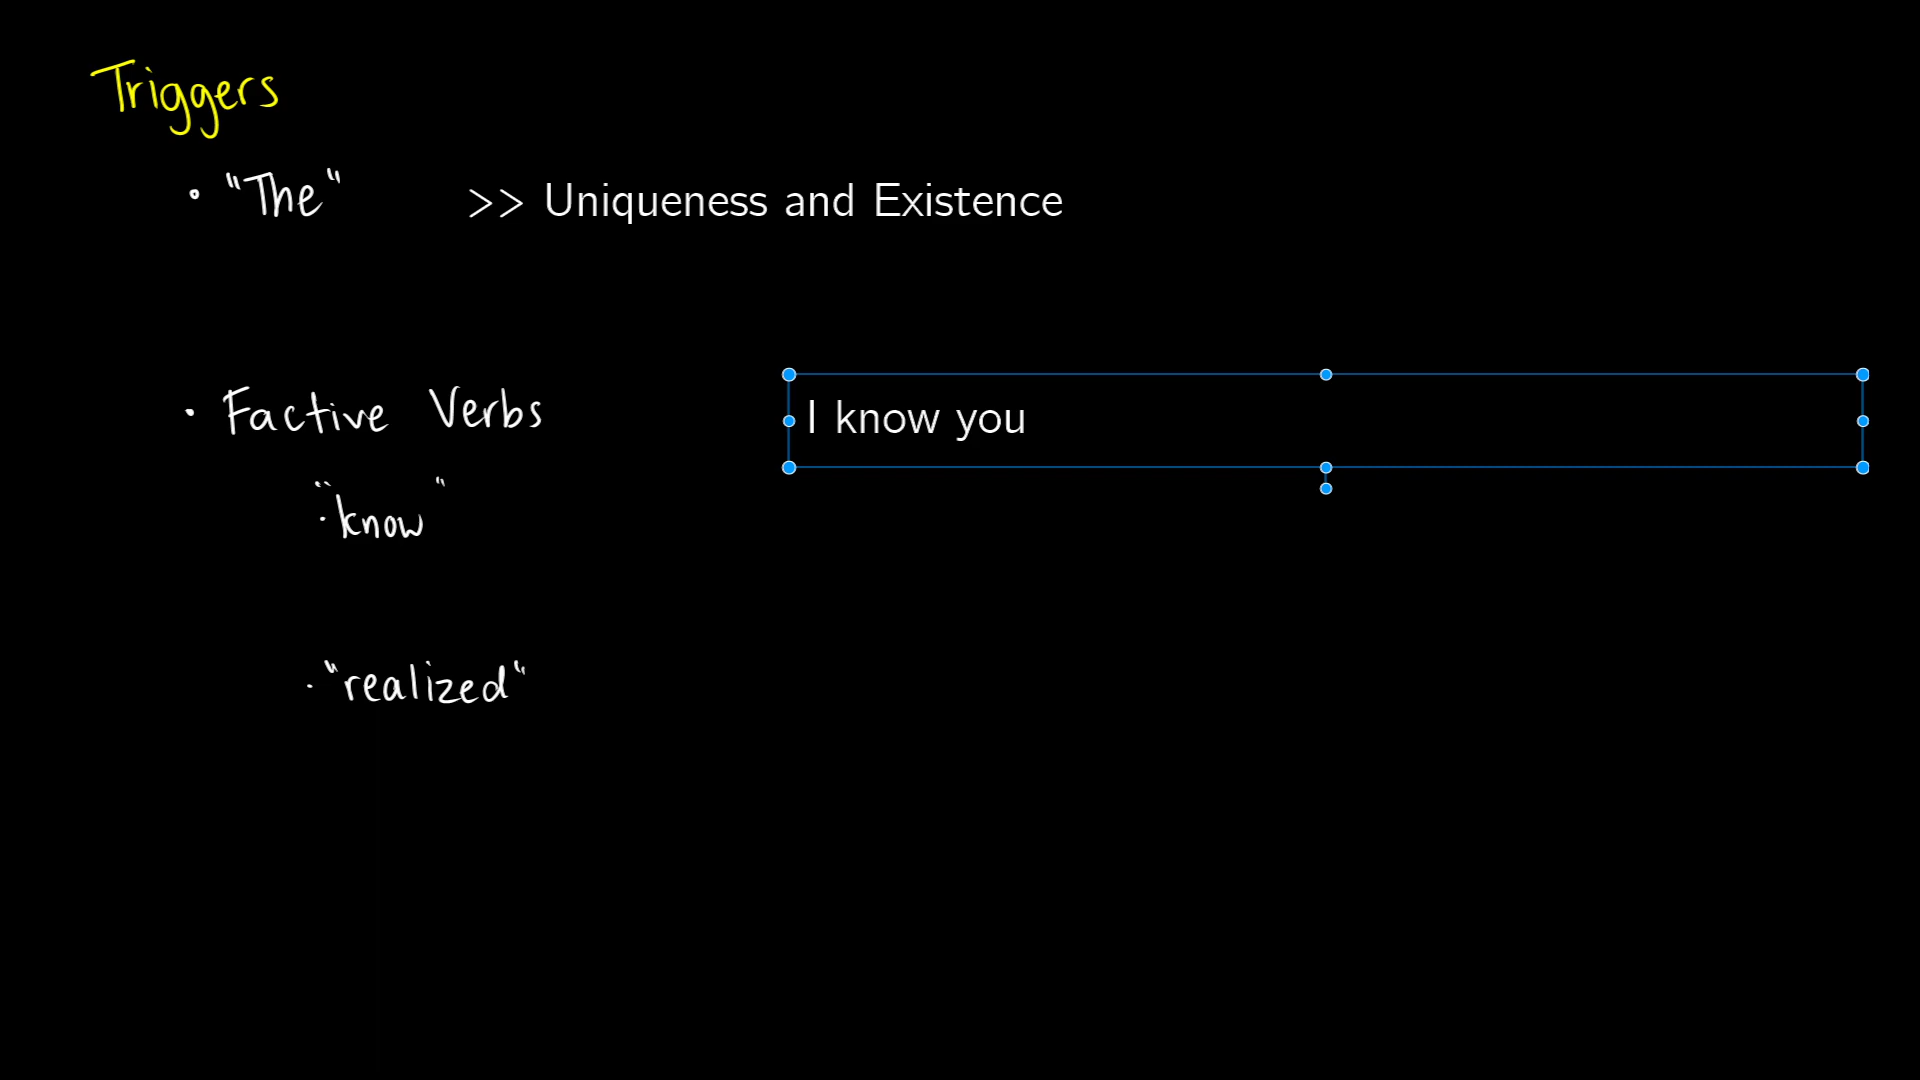 Triggers
• "The" >> Uniqueness and Existence
• Factive Verbs I know you
• "know"
• "realized"